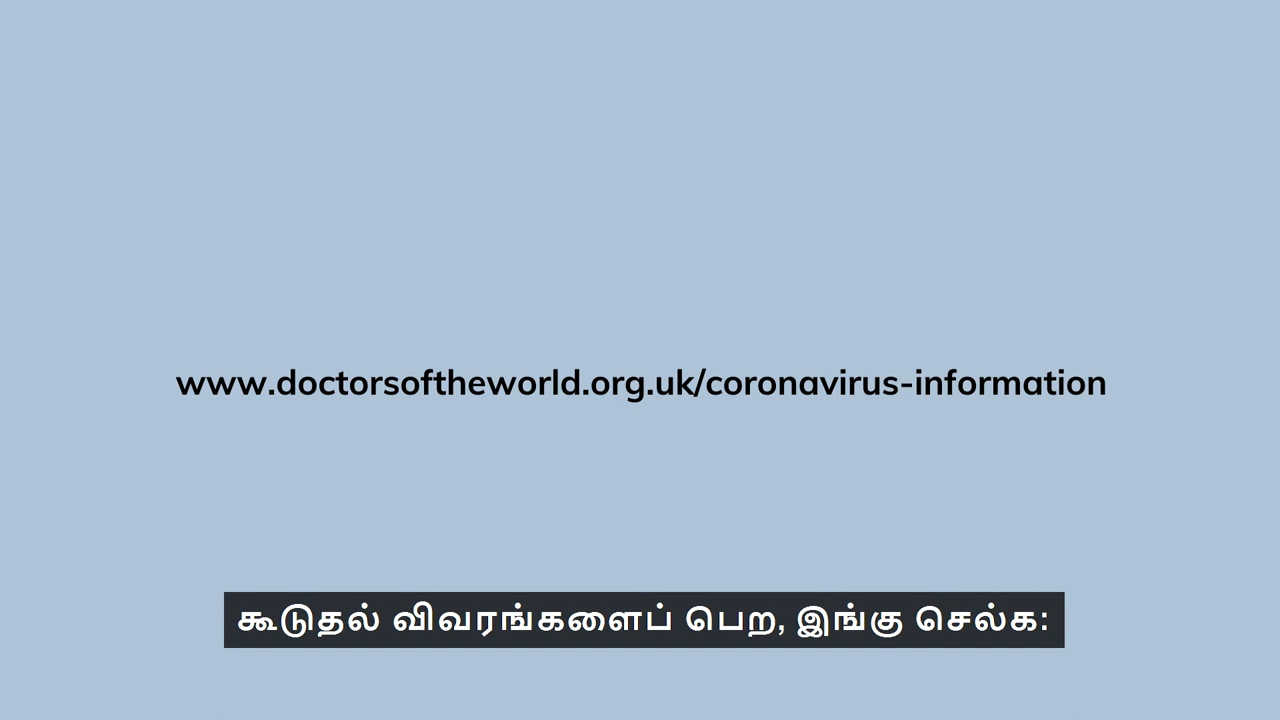 www.doctorsoftheworld.org.uk/coronavirus-information
கூடுதல் விவரங்களைப் பெற, இங்கு செல்க: